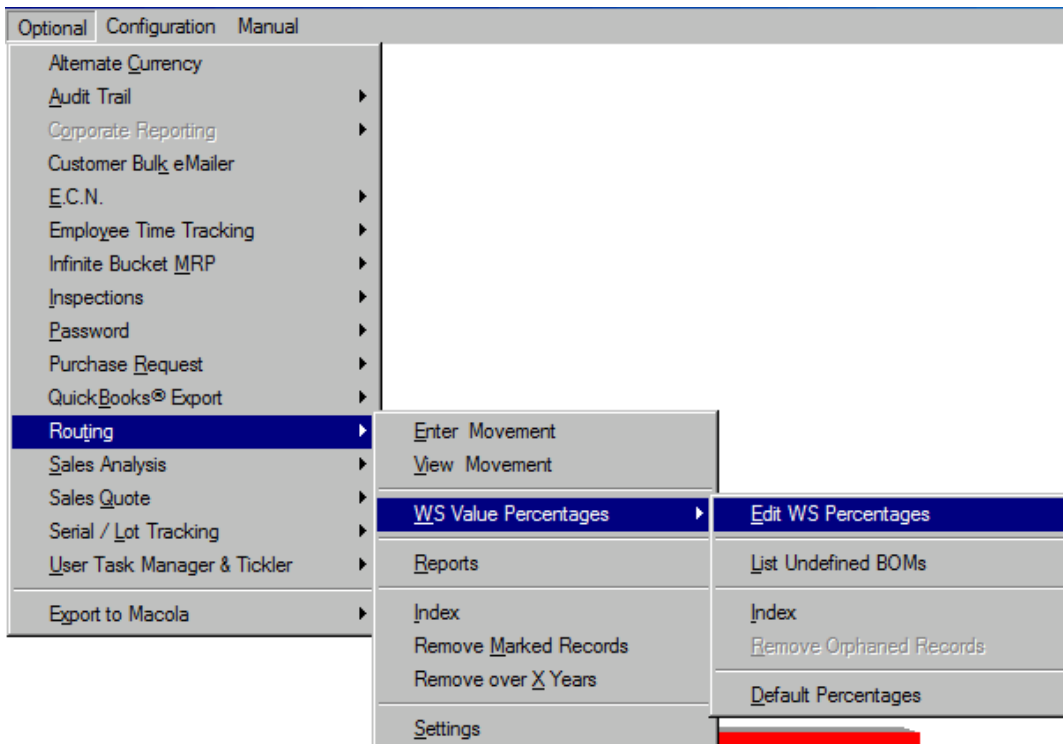 Optional Configuration Manual
Alternate Currency
Audit Trail
Corporate Reporting
Customer Bulk eMailer
E.C.N.
Employee Time Tracking
Infinite Bucket MRP
Inspections
Password
Purchase Request
QuickBooks® Export
Routing
Sales Analysis
Sales Quote
Serial / Lot Tracking
User Task Manager & Tickler
Export to Macola
Enter Movement
View Movement
WS Value Percentages
Reports
Index
Remove Marked Records
Remove over X Years
Settings
Edit WS Percentages
List Undefined BOMs
Index
Remove Orphaned Records
Default Percentages